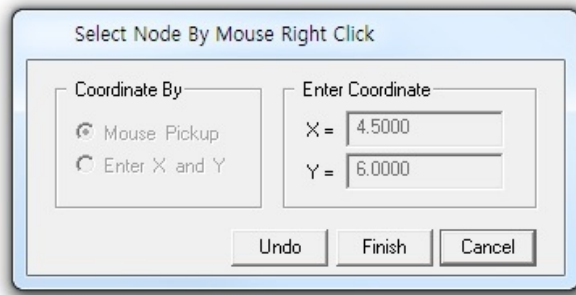 Select Node By Mouse Right Click
Coordinate By
Mouse Pickup
Enter X and Y
Enter Coordinate
X = 4.5000
Y = 6.0000
Undo Finish Cancel